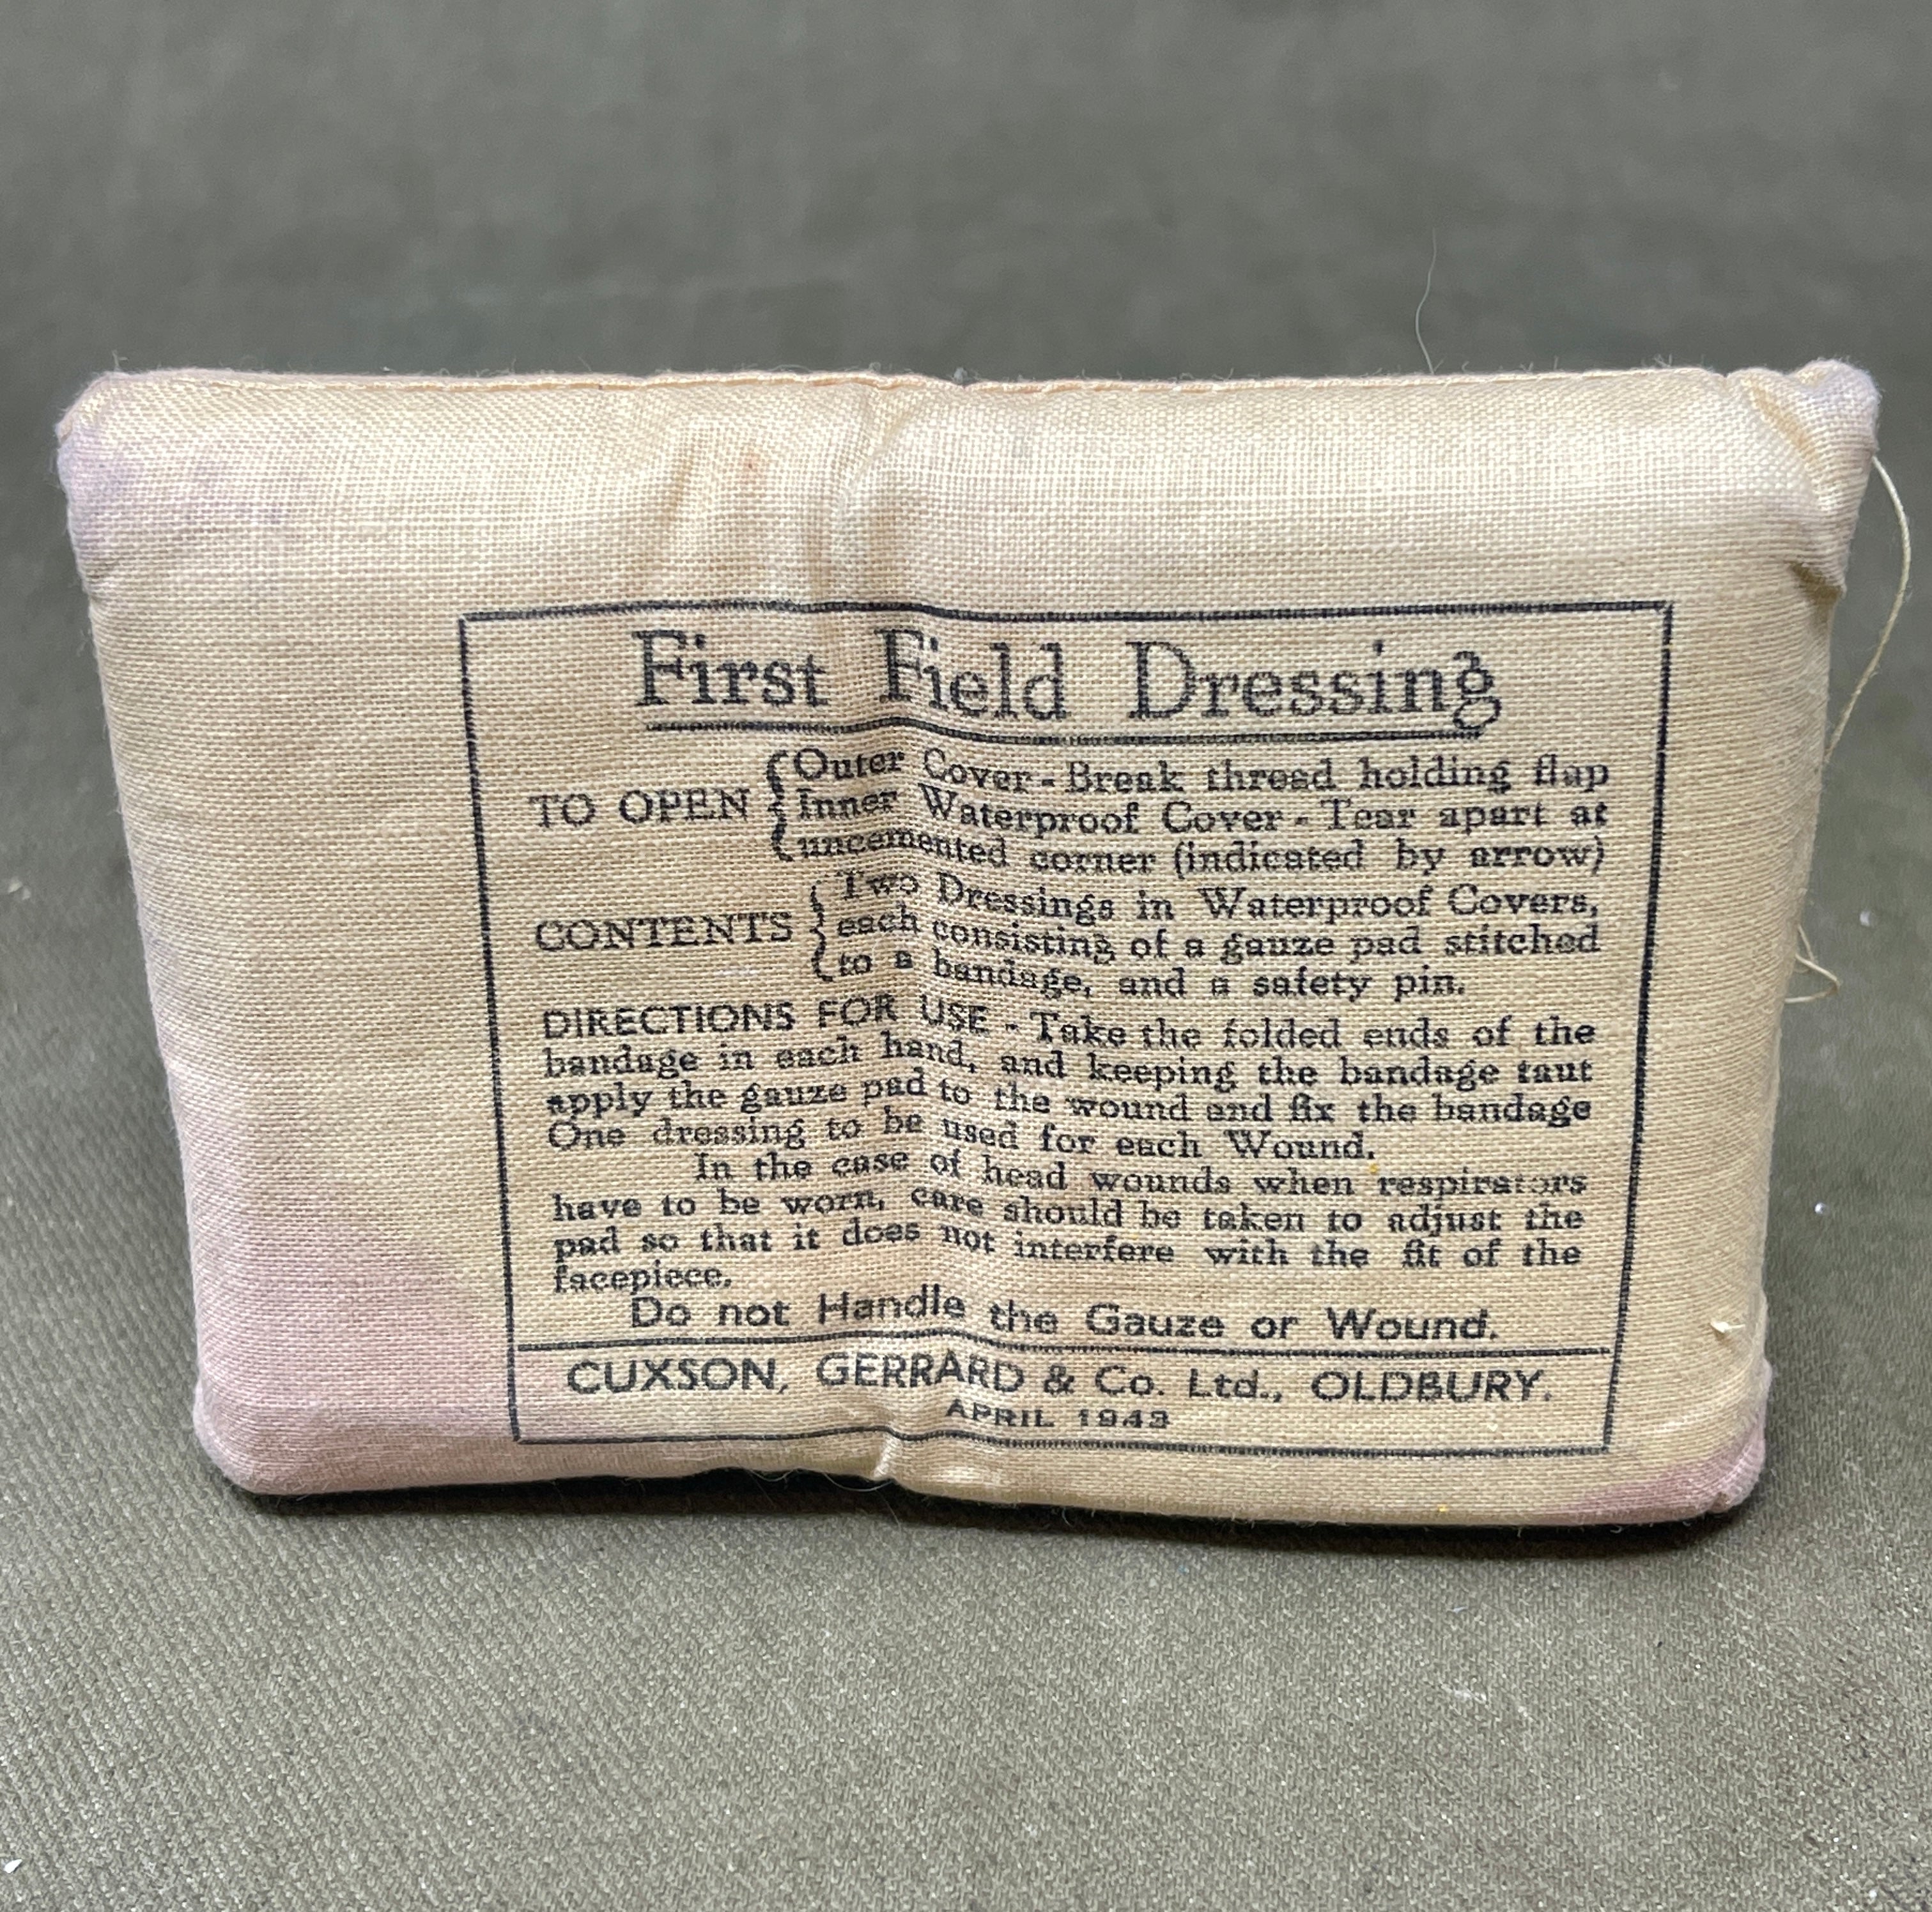 First Field Dressing
TO OPEN { Outer Cover - Break thread holding flap
Inner Waterproof Cover - Tear apart at
uncemented corner (indicated by arrow)
CONTENTS { Two Dressings in Waterproof Covers,
each consisting of a gauze pad stitched
to a bandage, and a safety pin.
DIRECTIONS FOR USE - Take the folded ends of the
bandage in each hand, and keeping the bandage taut
apply the gauze pad to the wound and fix the bandage
One dressing to be used for each Wound.
In the case of head wounds when respirators
have to be worn, care should be taken to adjust the
pad so that it does not interfere with the fit of the
facepiece.
Do not Handle the Gauze or Wound.
CUXSON, GERRARD & Co. Ltd., OLDBURY.
APRIL 1943